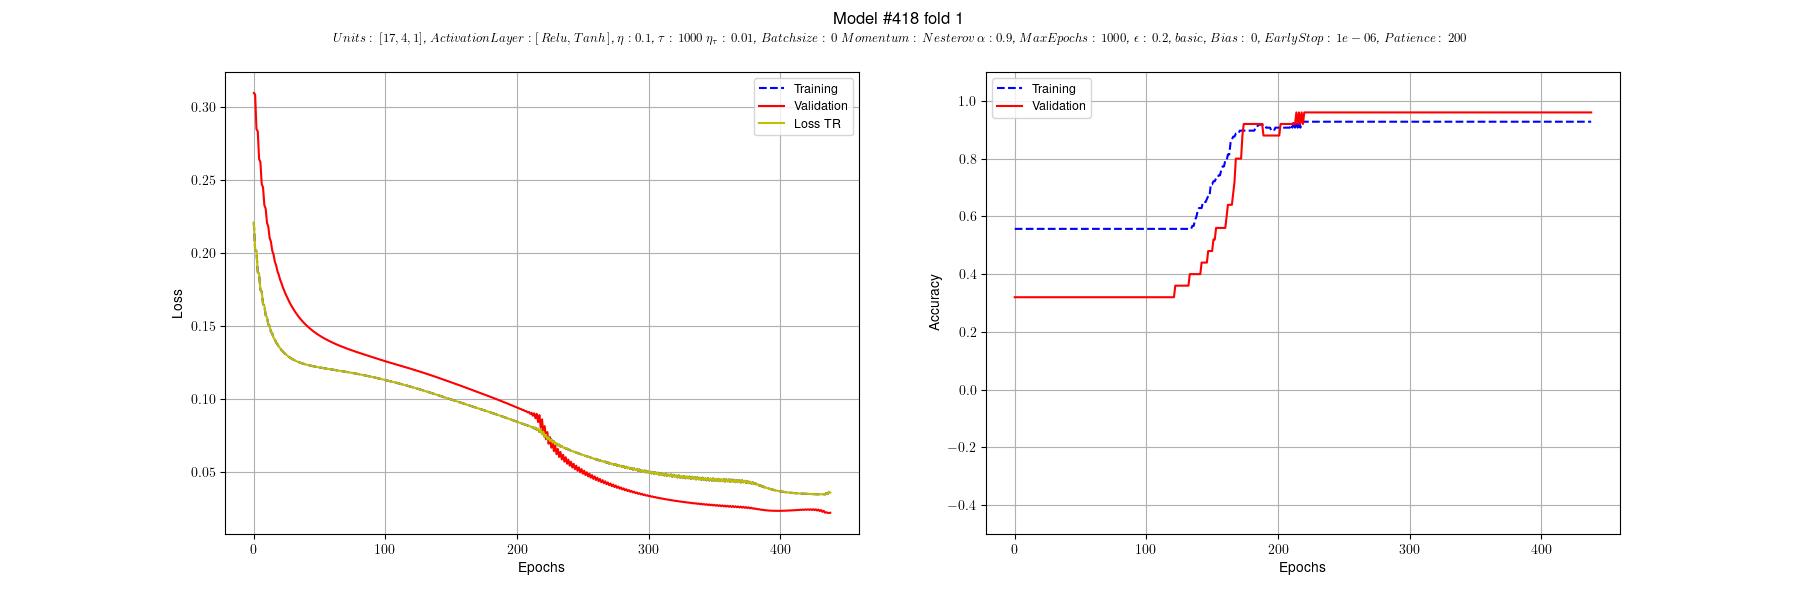 Model #418 fold 1
Units : [17, 4, 1], ActivationLayer : [Relu, Tanh], η : 0.1, τ : 1000 ητ : 0.01, Batchsize : 0 Momentum : Nesterov α : 0.9, MaxEpochs : 1000, ϵ : 0.2, basic, Bias : 0, EarlyStop : 1e − 06, Patience : 200
Training
Validation
Loss TR
0.30
0.25
0.20
0.15
0.10
0.05
Loss
0 100 200 300 400
Epochs
Training
Validation
1.0
0.8
0.6
0.4
0.2
0.0
−0.2
−0.4
Accuracy
0 100 200 300 400
Epochs